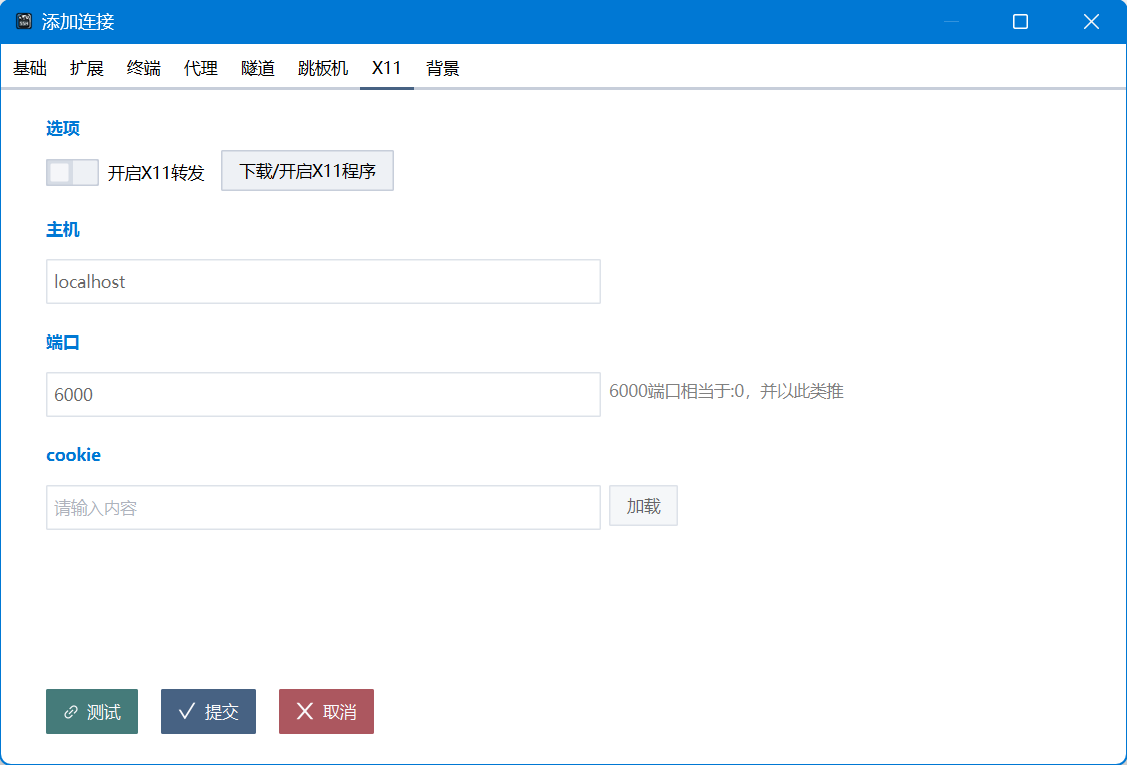 添加连接
基础 扩展 终端 代理 隧道 跳板机 X11 背景
选项
开启X11转发 下载/开启X11程序
主机
localhost
端口
6000 6000端口相当于:0，并以此类推
cookie
请输入内容 加载
测试 提交 取消